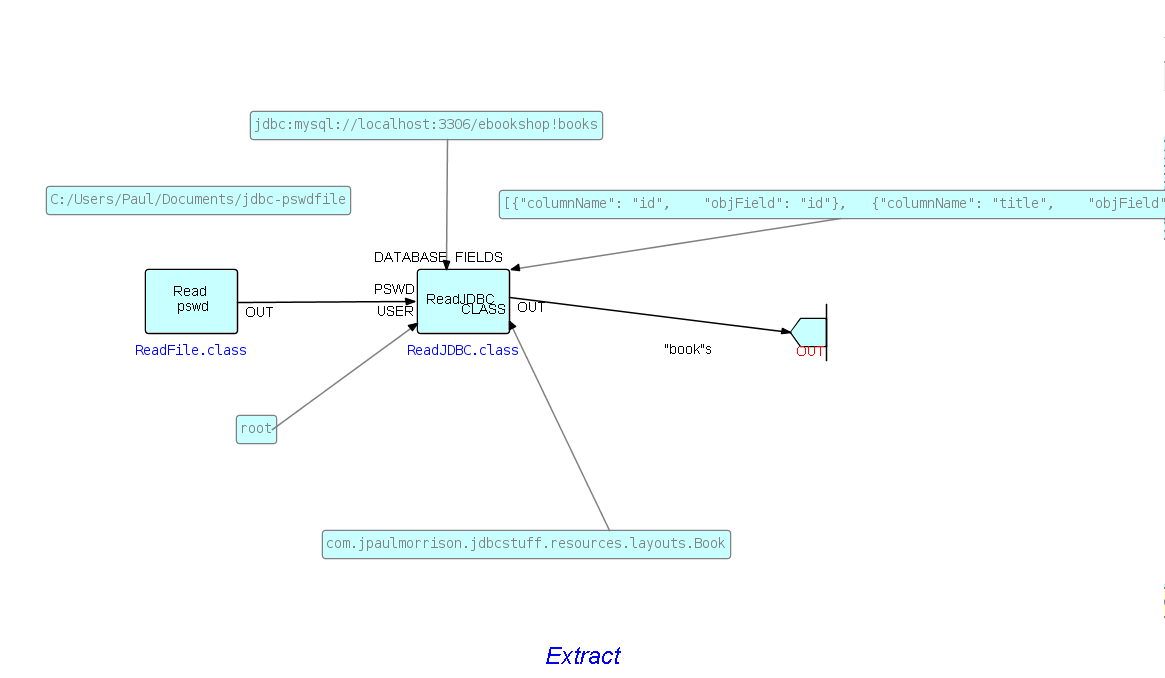 jdbc:mysql://localhost:3306/ebookshop!books
C:/Users/Paul/Documents/jdbc-pswdfile
[{"columnName": "id",    "objField": "id"},   {"columnName": "title",    "objField"
DATABASE FIELDS
Read
pswd
OUT
PSWD
USER
ReadJDBC
CLASS
OUT
ReadFile.class
ReadJDBC.class
"book"s
OUT
root
com.jpaulmorrison.jdbcstuff.resources.layouts.Book
Extract